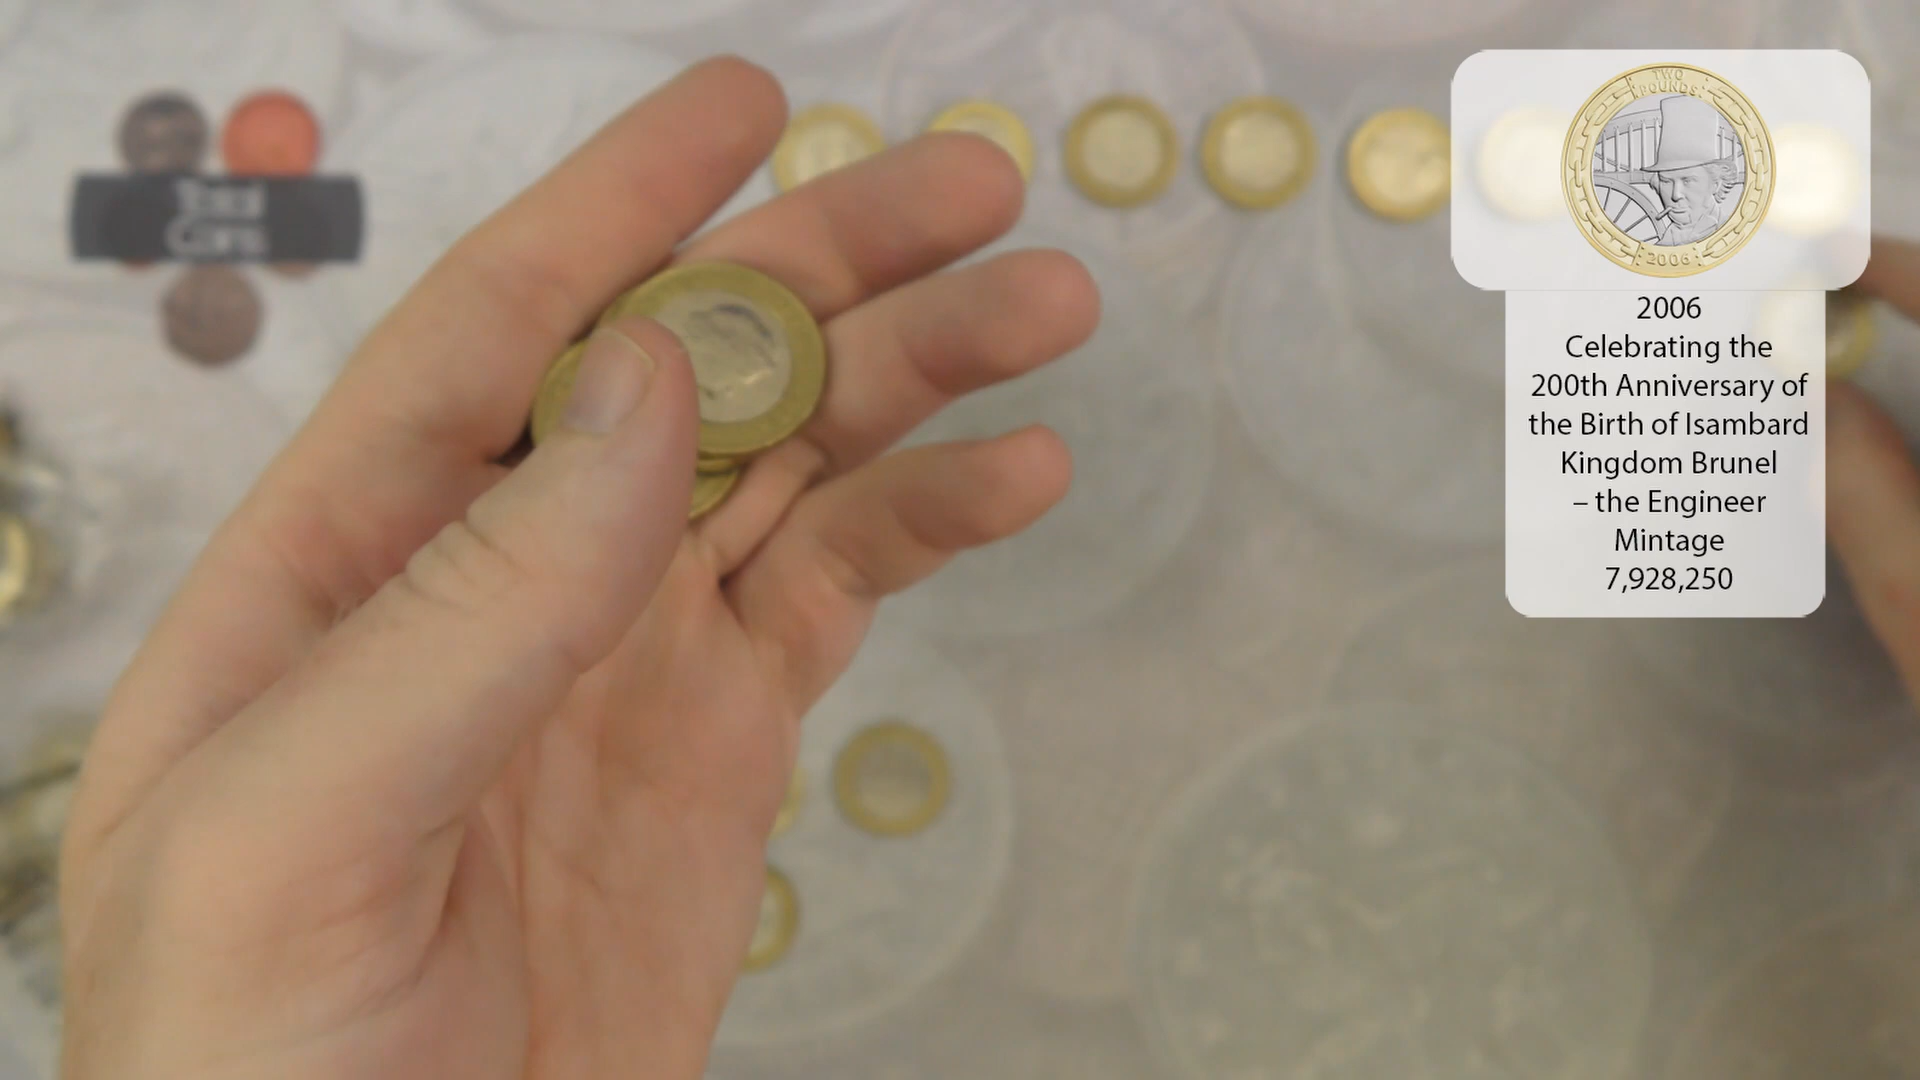 TWO
POUNDS
2006
2006
Celebrating the
200th Anniversary of
the Birth of Isambard
Kingdom Brunel
– the Engineer
Mintage
7,928,250